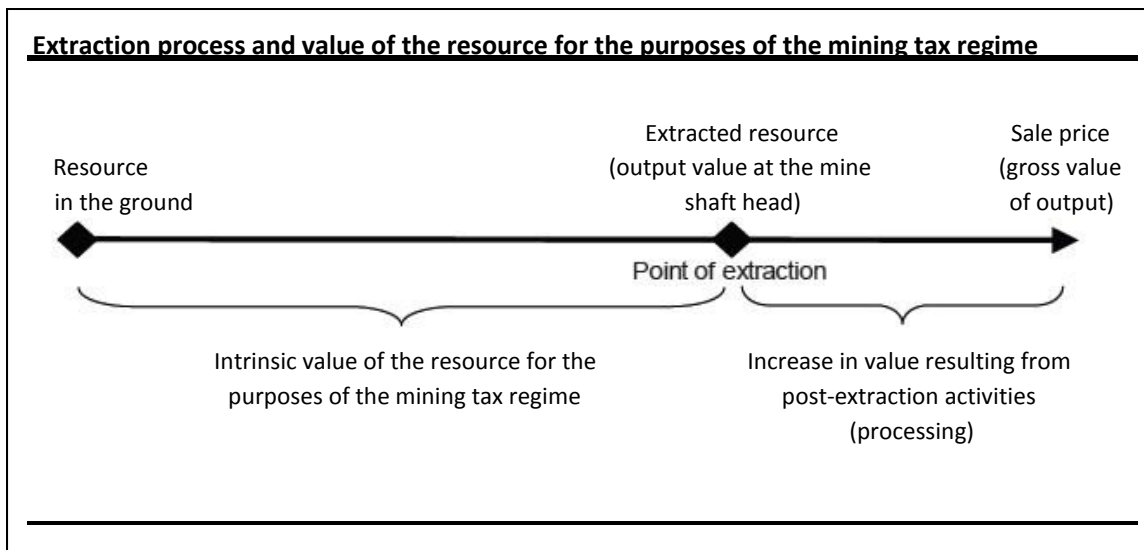 Extraction process and value of the resource for the purposes of the mining tax regime
Resource
in the ground
Extracted resource
(output value at the mine
shaft head)
Sale price
(gross value
of output)
Point of extraction
Intrinsic value of the resource for the
purposes of the mining tax regime
Increase in value resulting from
post-extraction activities
(processing)